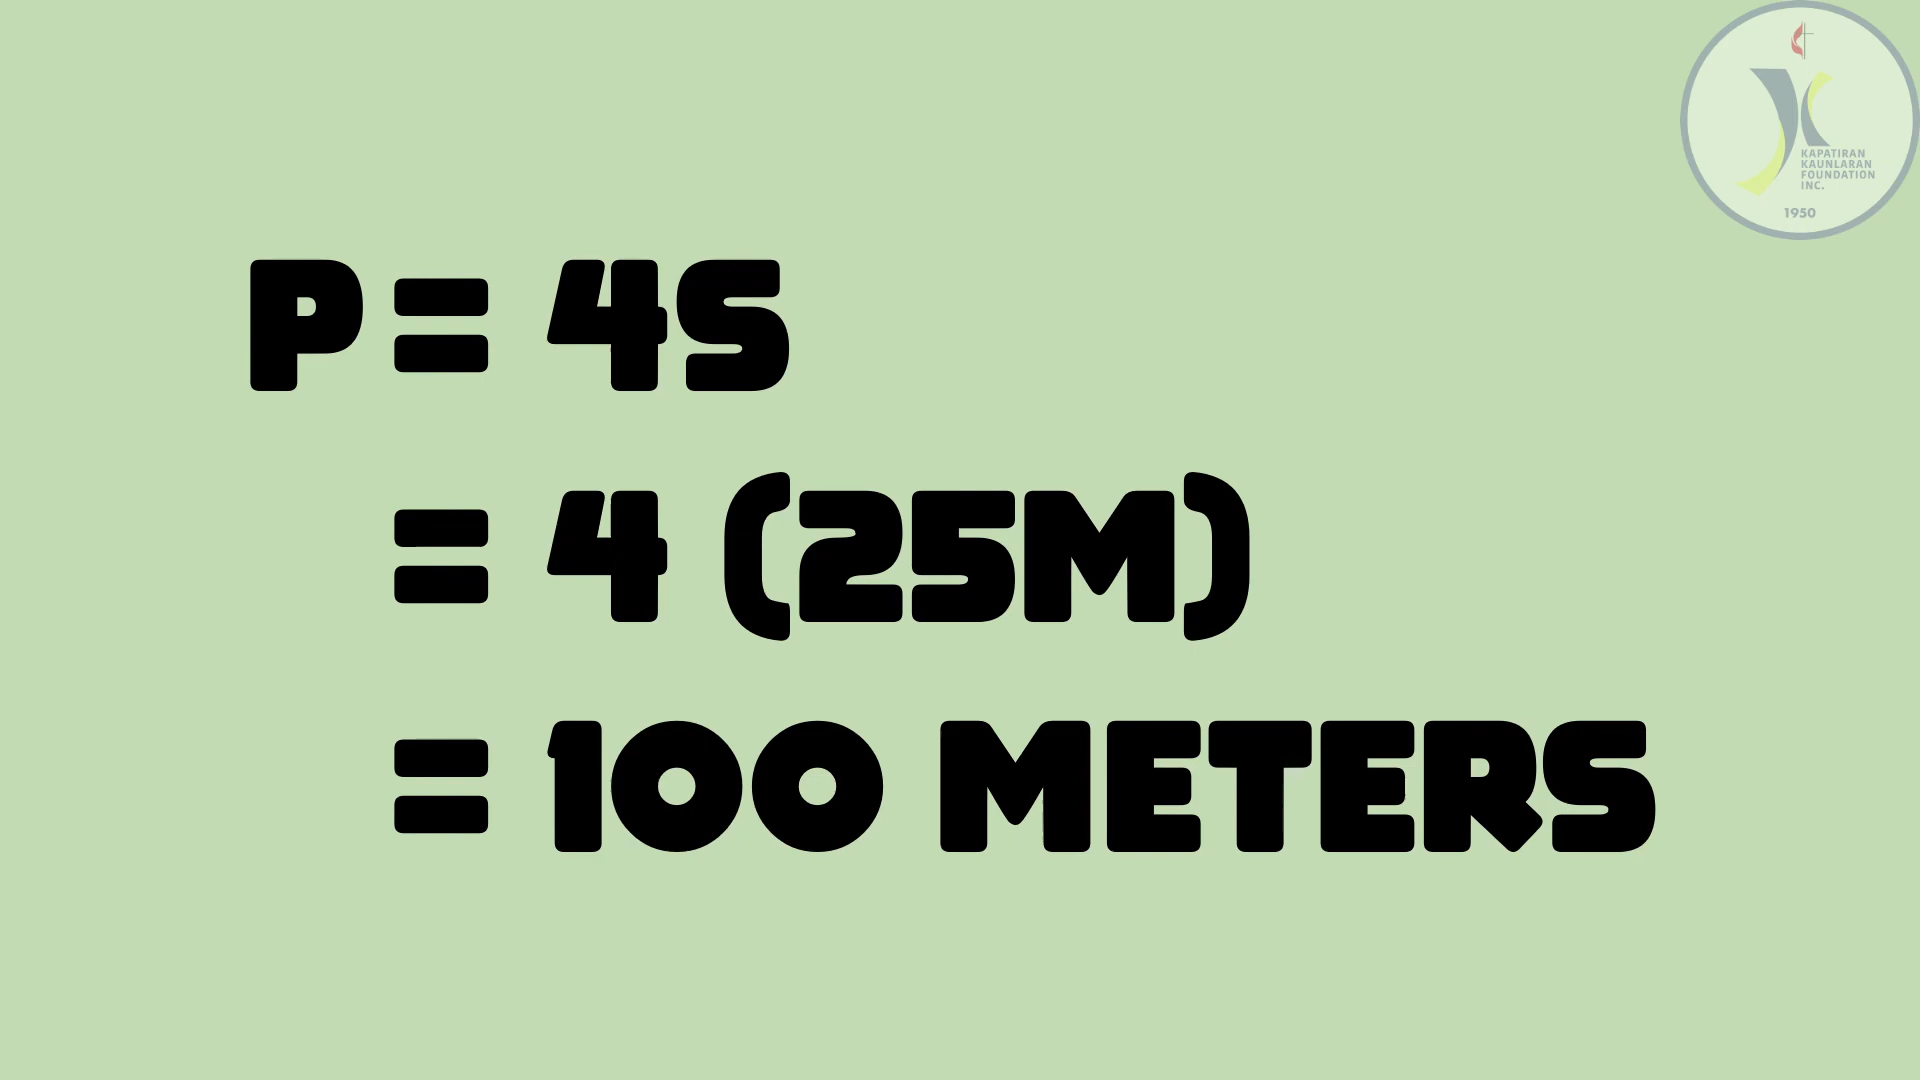 P = 4S
= 4 (25M)
= 100 METERS
KAPATIRAN
KAUNLARAN
FOUNDATION
INC.
1950